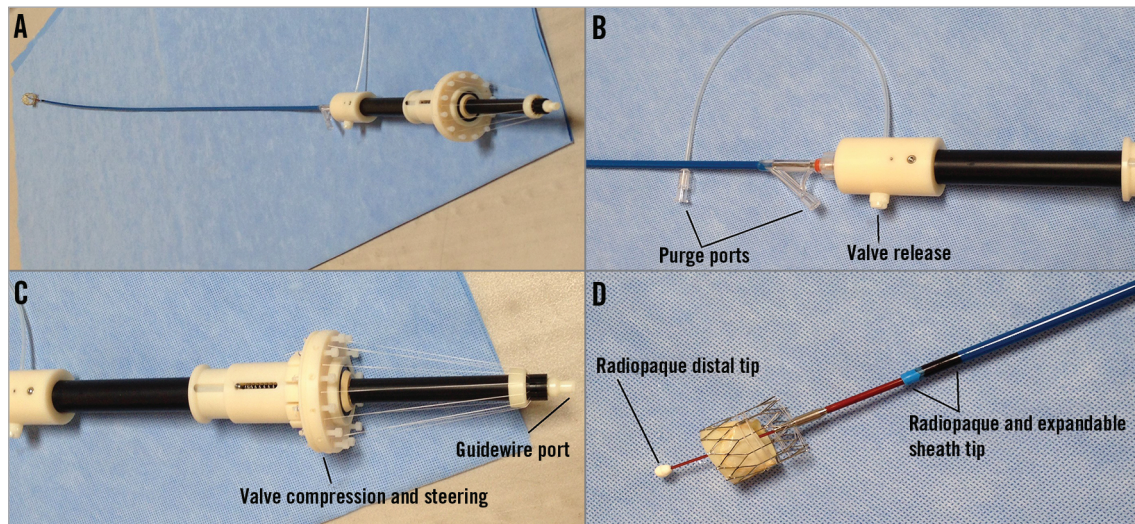 A
B
Purge ports
Valve release
C
Guidewire port
Valve compression and steering
D
Radiopaque distal tip
Radiopaque and expandable
sheath tip